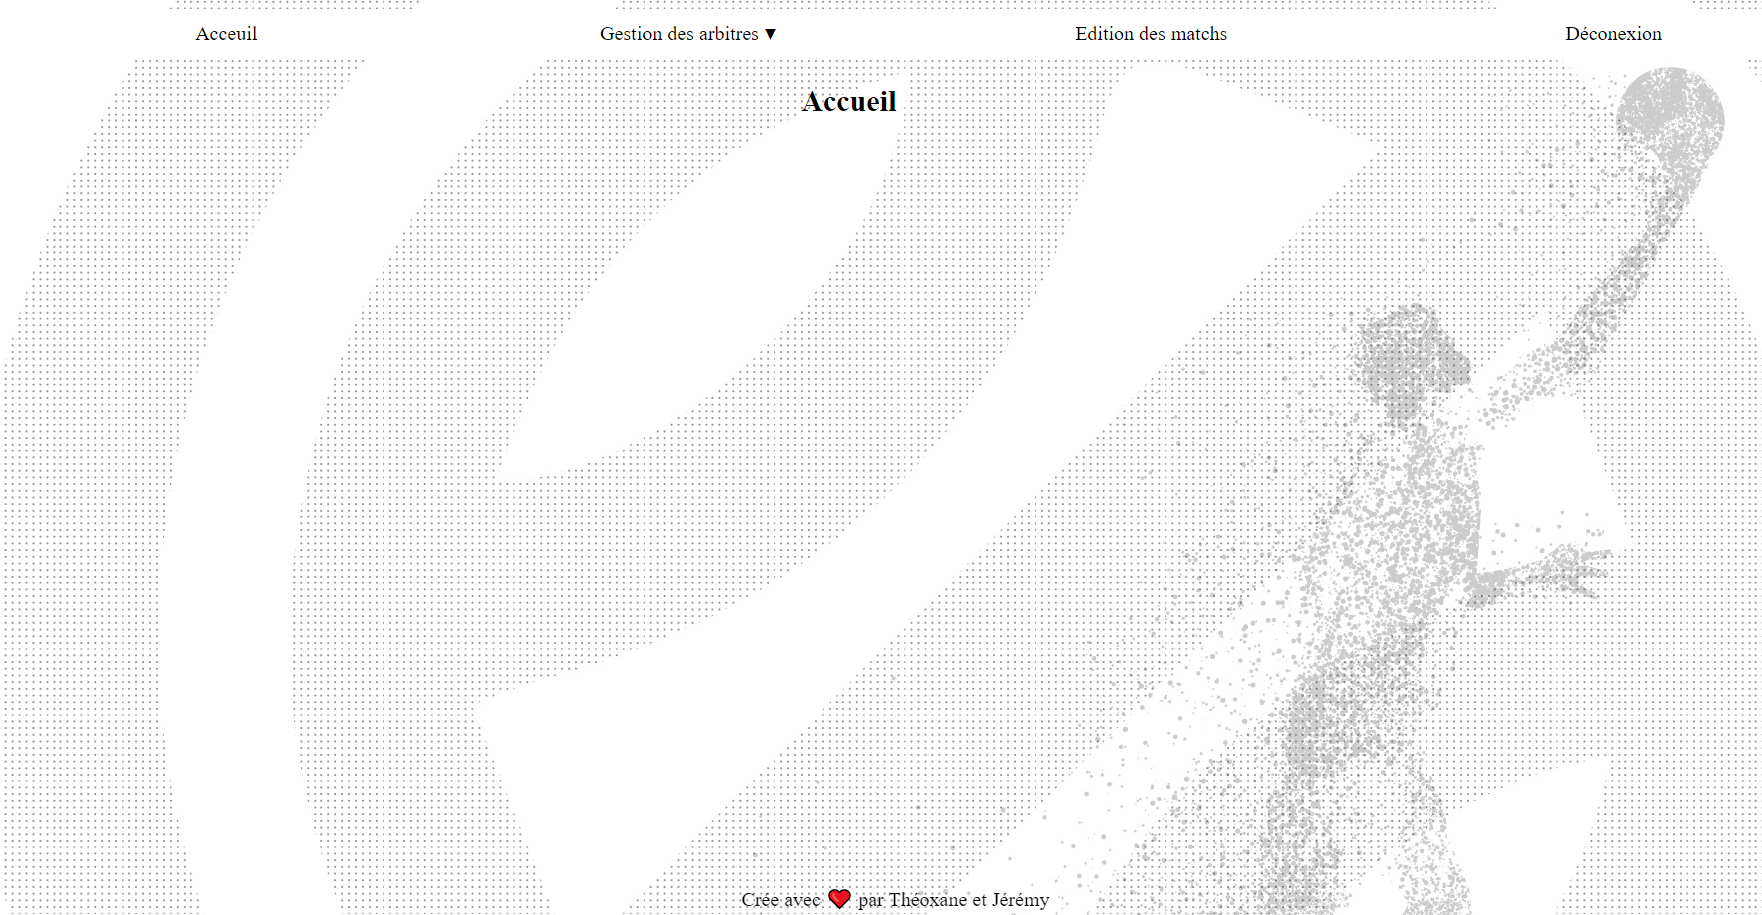 Acceuil Gestion des arbitres ▼ Edition des matchs Déconexion
Accueil
Crée avec ❤ par Théoxane et Jérémy